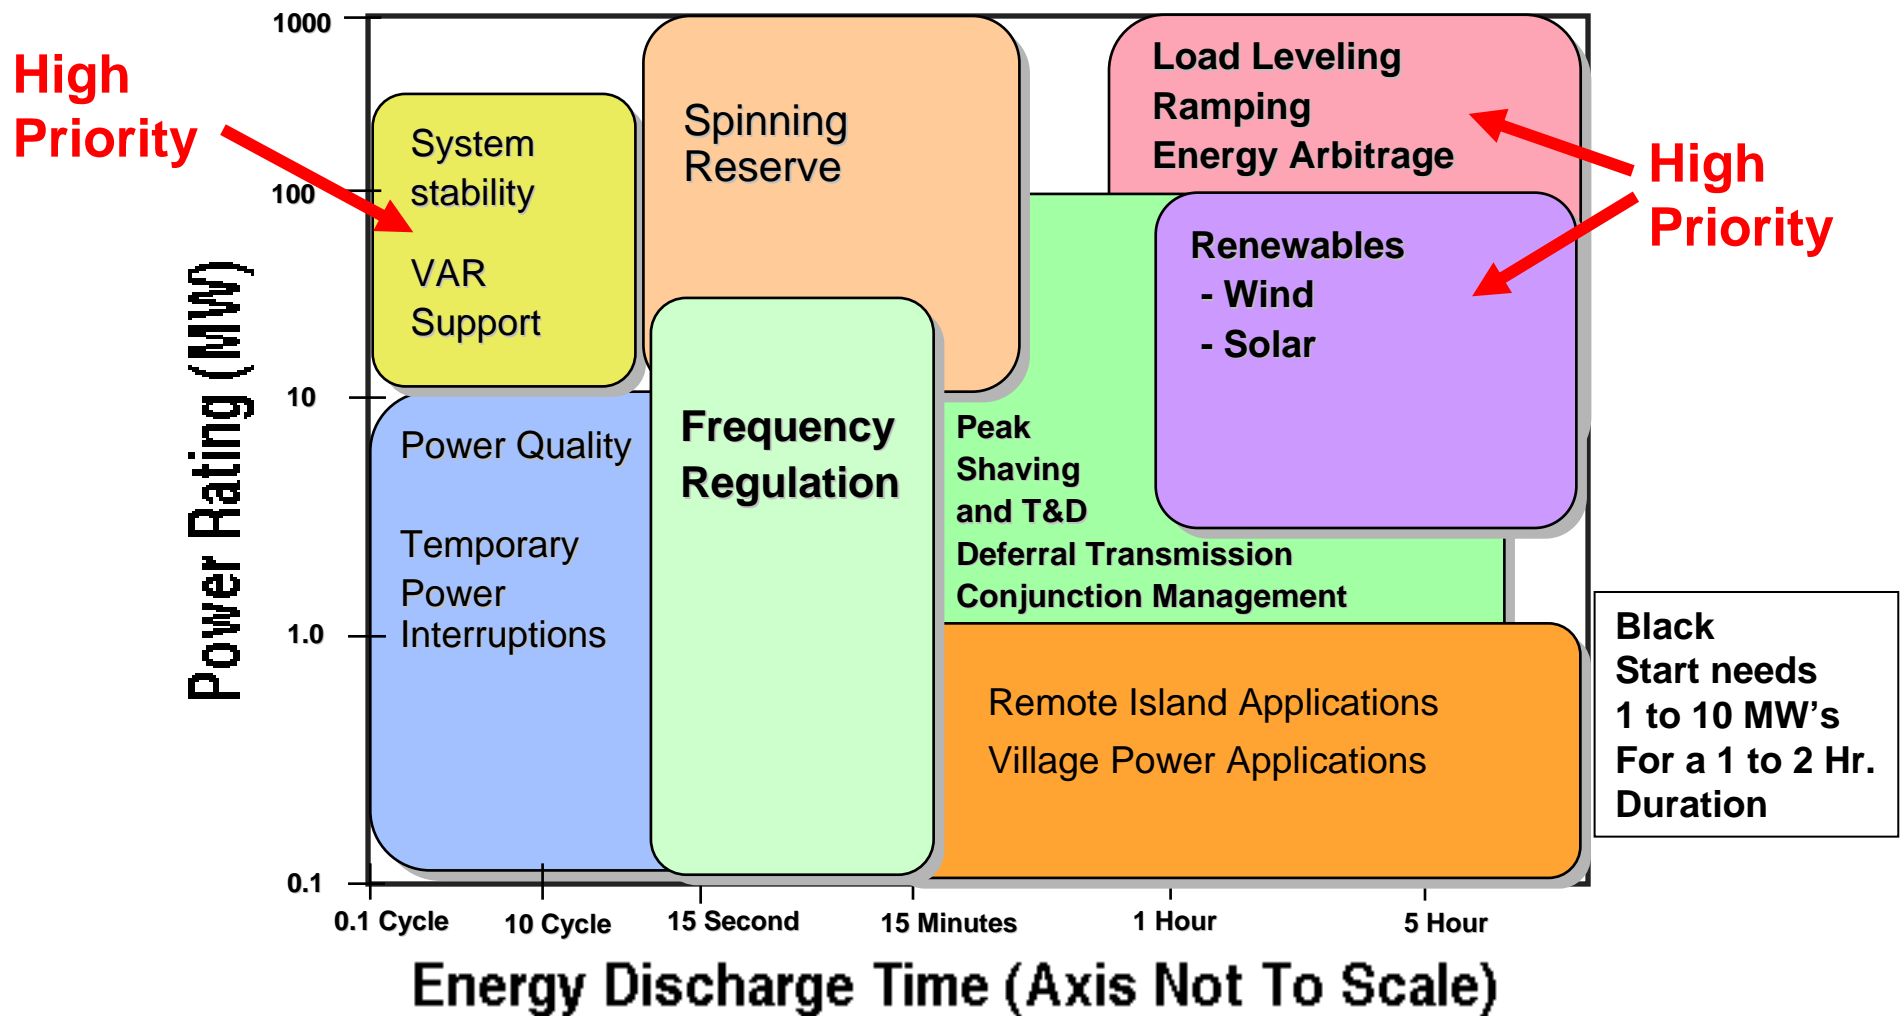 High
Priority
System
stability
VAR
Support
Spinning
Reserve
Load Leveling
Ramping
Energy Arbitrage
High
Priority
Renewables
- Wind
- Solar
Power Quality
Temporary
Power
Interruptions
Frequency
Regulation
Peak
Shaving
and T&D
Deferral Transmission
Conjunction Management
Remote Island Applications
Village Power Applications
Black
Start needs
1 to 10 MW’s
For a 1 to 2 Hr.
Duration
Power Rating (MW)
1000
100
10
1.0
0.1
0.1 Cycle
10 Cycle
15 Second
15 Minutes
1 Hour
5 Hour
Energy Discharge Time (Axis Not To Scale)